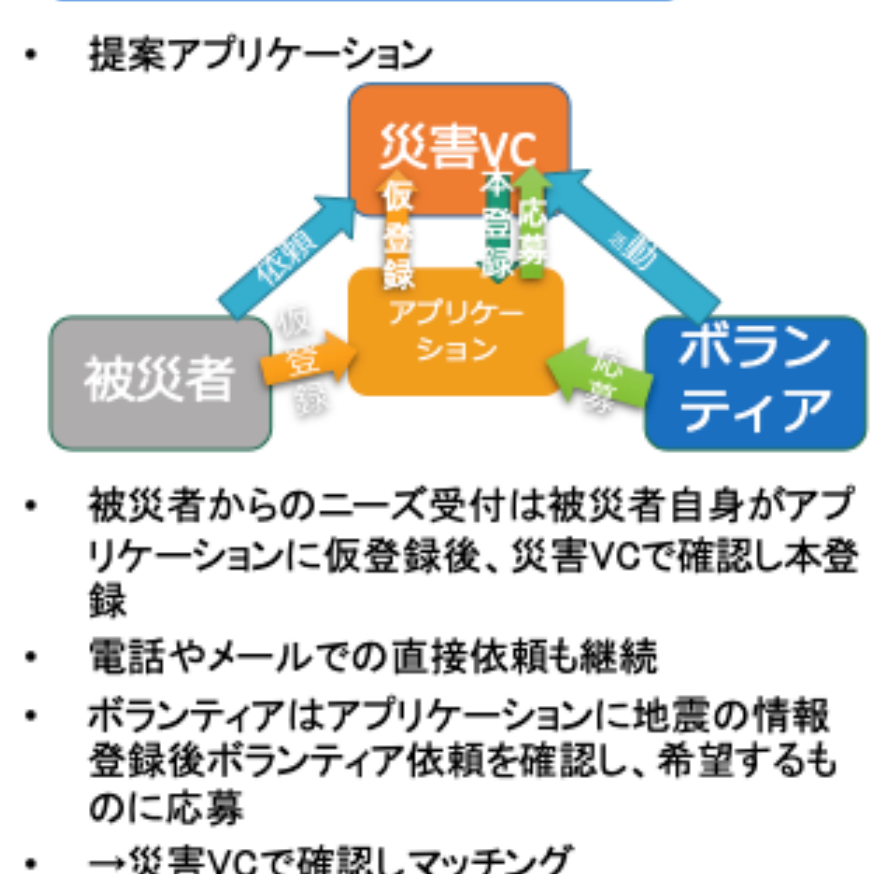 • 提案アプリケーション
災害VC
仮登録
本登録
応募
依頼
活動
アプリケー
ション
被災者
仮登録
応募
ボラン
ティア
• 被災者からのニーズ受付は被災者自身がアプ
リケーションに仮登録後、災害VCで確認し本登
録
• 電話やメールでの直接依頼も継続
• ボランティアはアプリケーションに地震の情報
登録後ボランティア依頼を確認し、希望するも
のに応募
• →災害VCで確認しマッチング